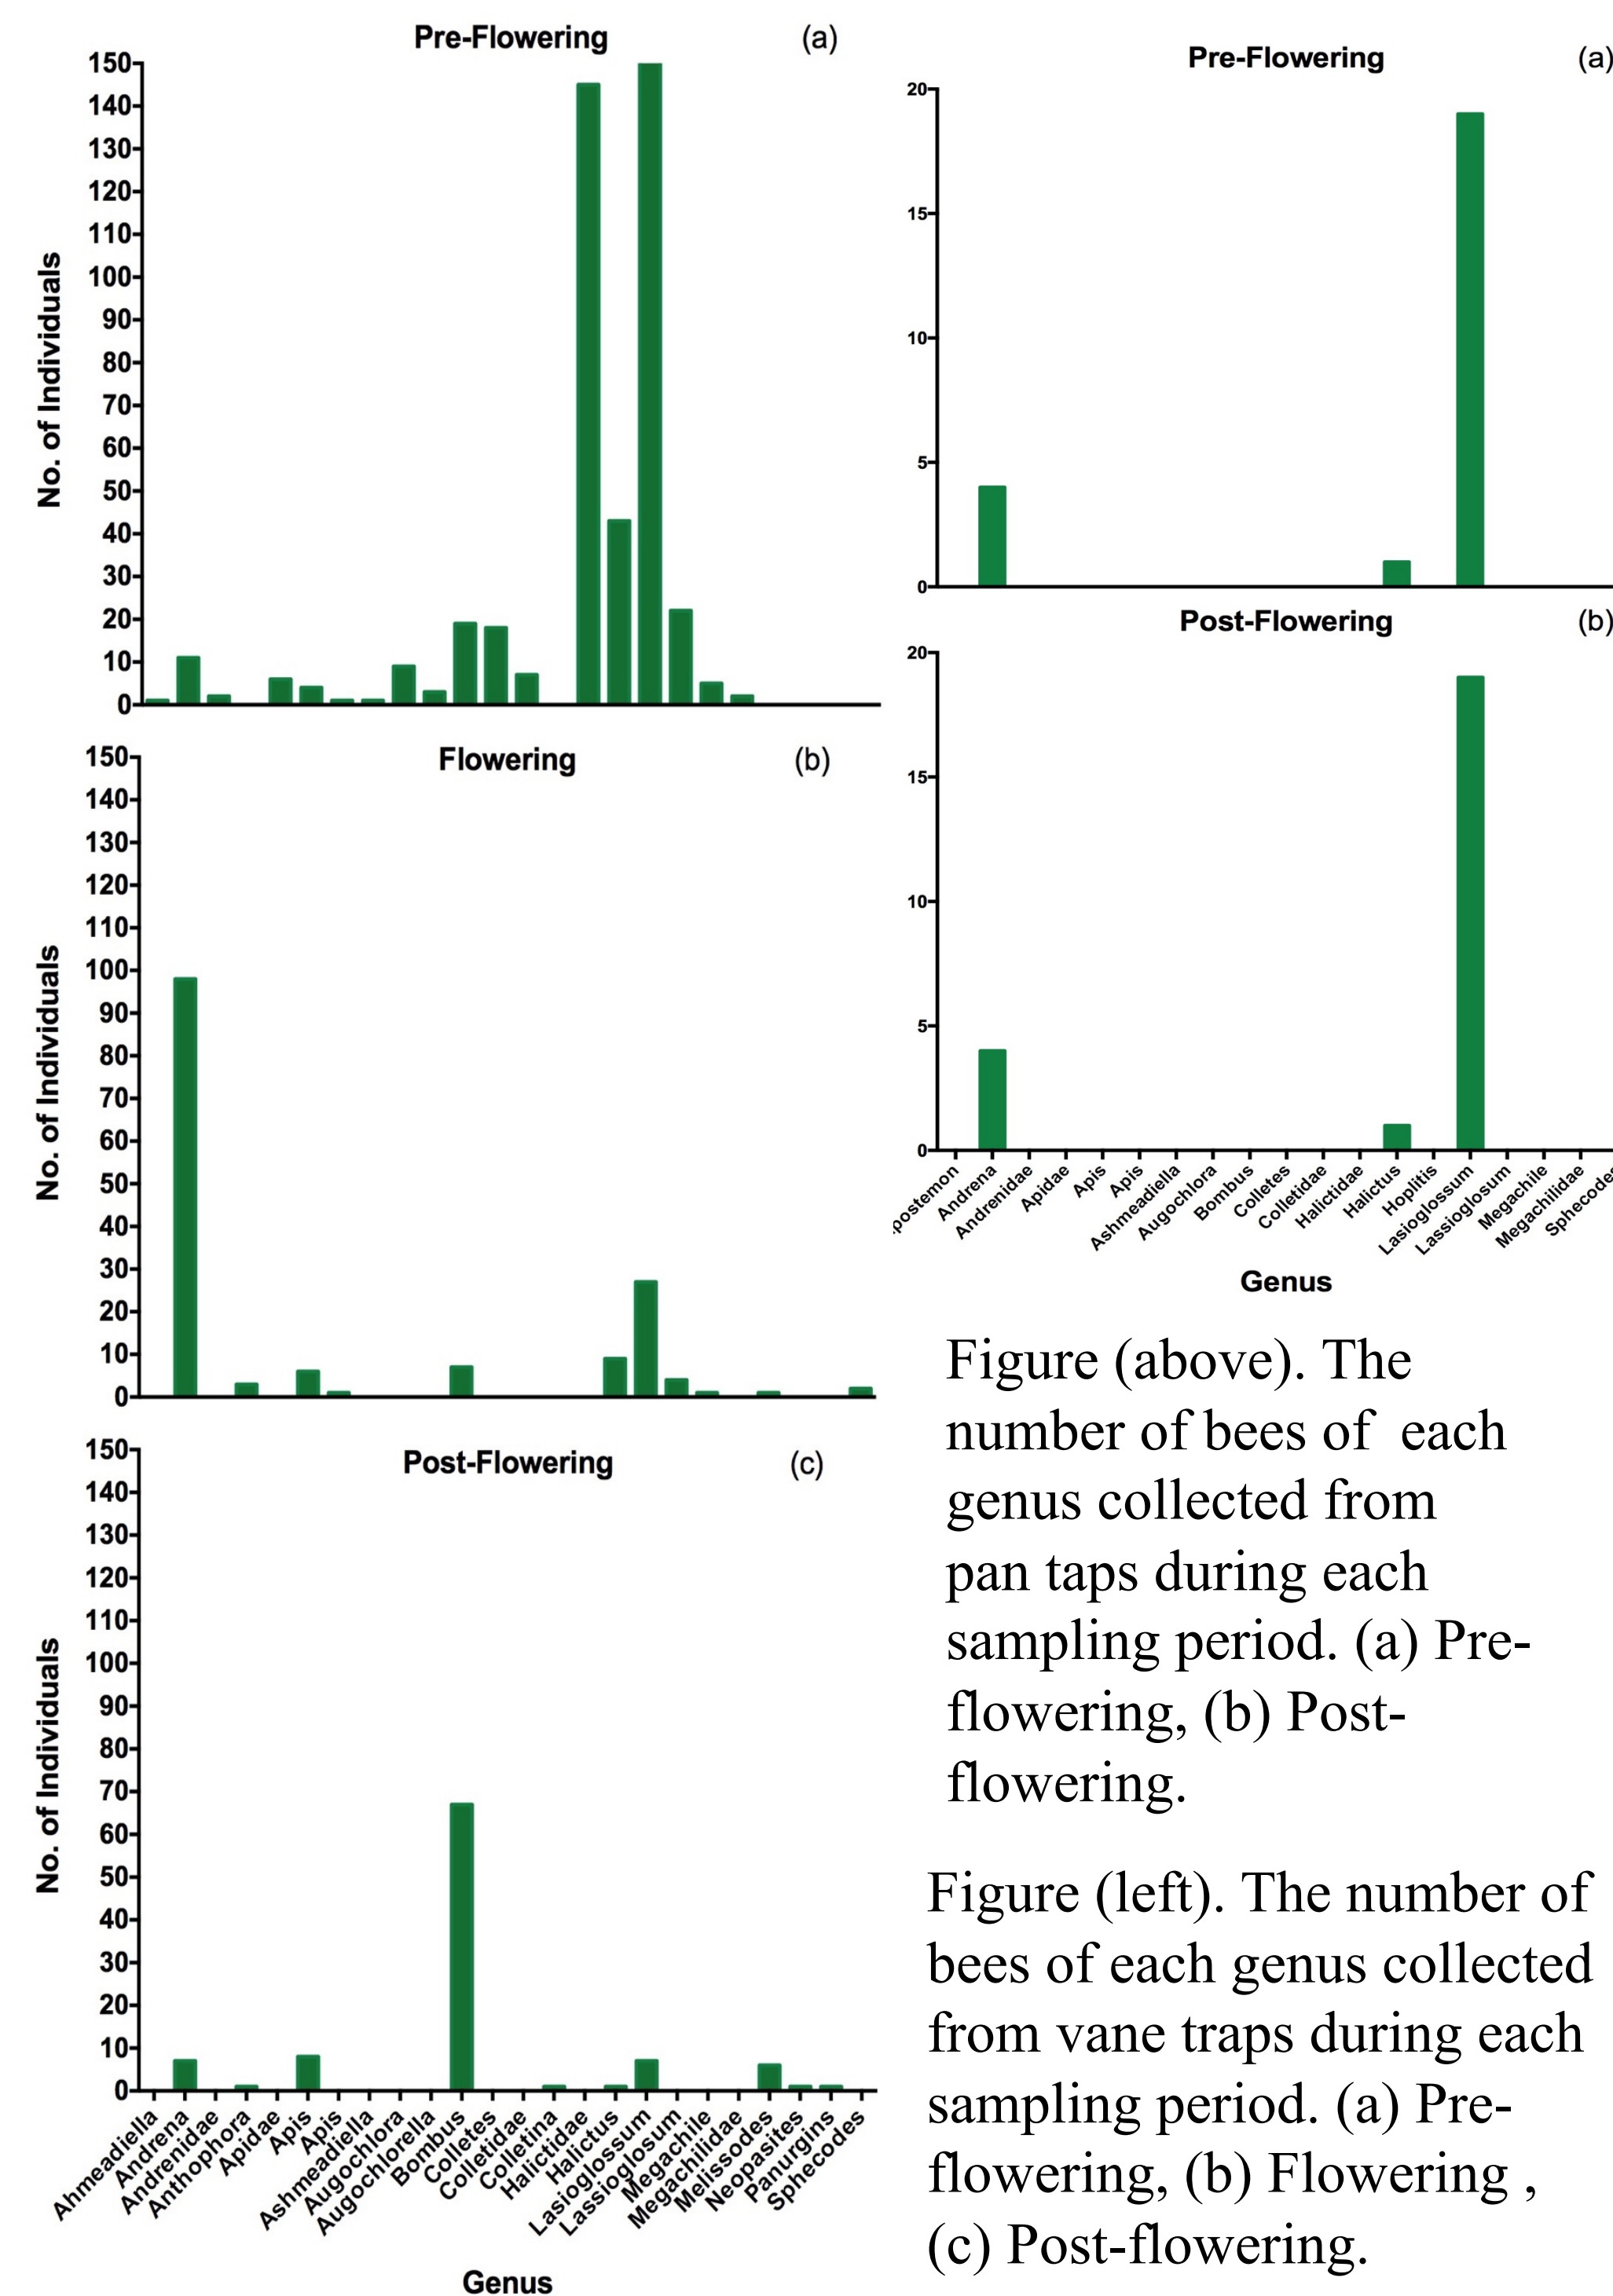 Pre-Flowering (a)
150
140
130
120
110
100
90
80
70
60
50
40
30
20
10
0
No. of Individuals
Flowering (b)
150
140
130
120
110
100
90
80
70
60
50
40
30
20
10
0
No. of Individuals
Post-Flowering (c)
150
140
130
120
110
100
90
80
70
60
50
40
30
20
10
0
No. of Individuals
Ahmeadiella
Andrena
Andrenidae
Anthophora
Apidae
Apis
Apis
Ashmeadiella
Augochlora
Augochlorella
Bombus
Colletes
Colletidae
Colletina
Halictidae
Halictus
Lasioglossum
Lassioglosum
Megachile
Megachilidae
Melissodes
Neopasites
Panurgins
Sphecodes
Genus
Pre-Flowering (a)
20
15
10
5
0
Post-Flowering (b)
20
15
10
5
0
postemon
Andrena
Andrenidae
Apidae
Apis
Apis
Ashmeadiella
Augochlora
Bombus
Colletes
Colletidae
Halictidae
Halictus
Hoplitis
Lasioglossum
Lassioglosum
Megachile
Megachilidae
Sphecodes
Genus
Figure (above). The
number of bees of each
genus collected from
pan taps during each
sampling period. (a) Pre-
flowering, (b) Post-
flowering.
Figure (left). The number of
bees of each genus collected
from vane traps during each
sampling period. (a) Pre-
flowering, (b) Flowering ,
(c) Post-flowering.